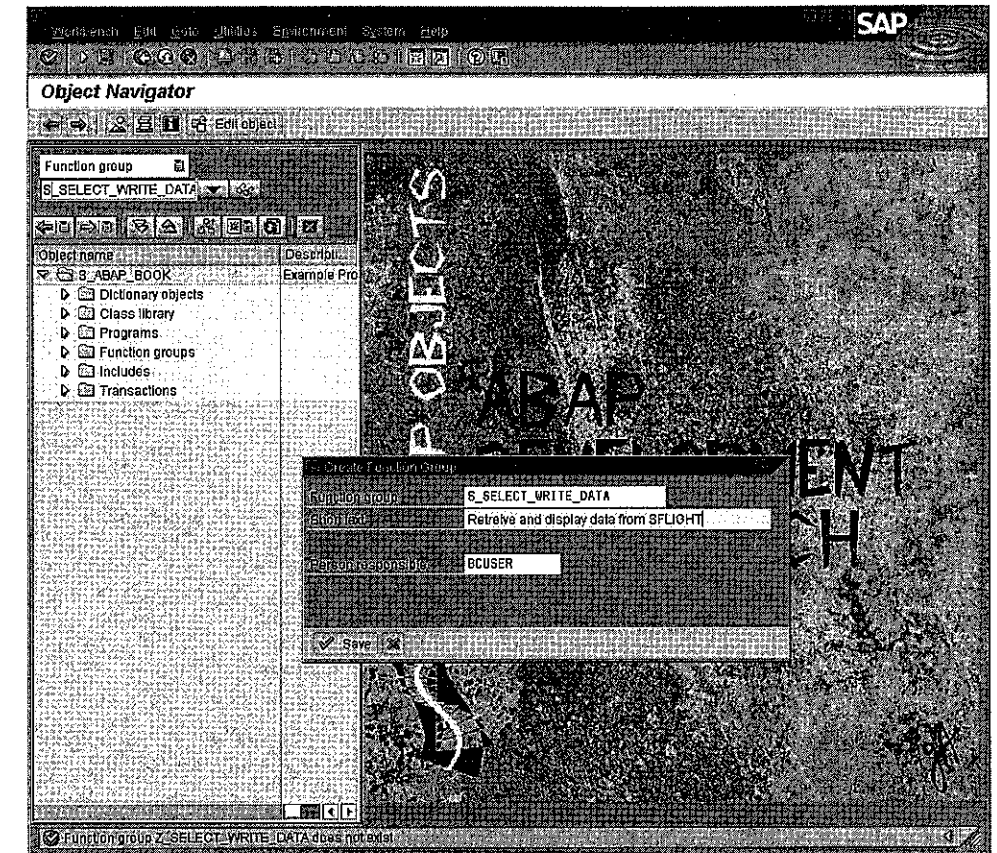 Workbench Edit Goto Utilities Environment System Help
SAP
Object Navigator
Edit object
Function group
S_SELECT_WRITE_DATA
Object name Descripti...
S_ABAP_BOOK Example Pro
Dictionary objects
Class library
Programs
Function groups
Includes
Transactions
OBJECTS
ABAP
Create Function Group
Function group S_SELECT_WRITE_DATA
Short text Retreive and display data from SFLIGHT
Person responsible BCUSER
Save
Function group Z_SELECT_WRITE_DATA does not exist